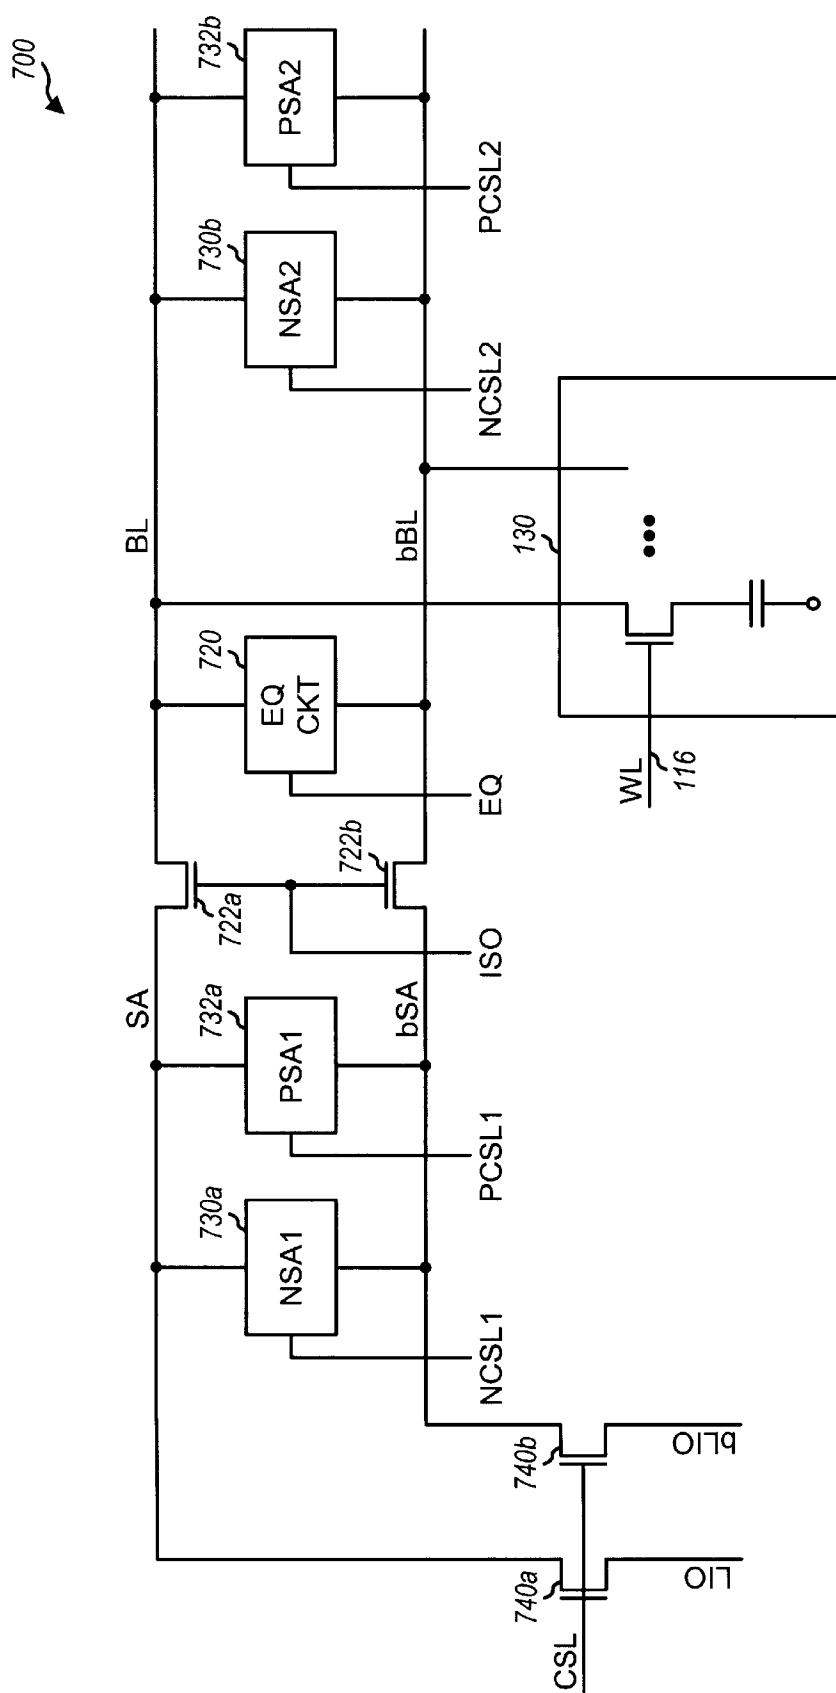 700
SA
BL
730a
732a
720
730b
732b
NSA1
PSA1
EQ
CKT
NSA2
PSA2
722a
722b
bSA
bBL
NCSL1
PCSL1
ISO
EQ
NCSL2
PCSL2
130
WL
116
CSL
740a
740b
LIO
bLIO